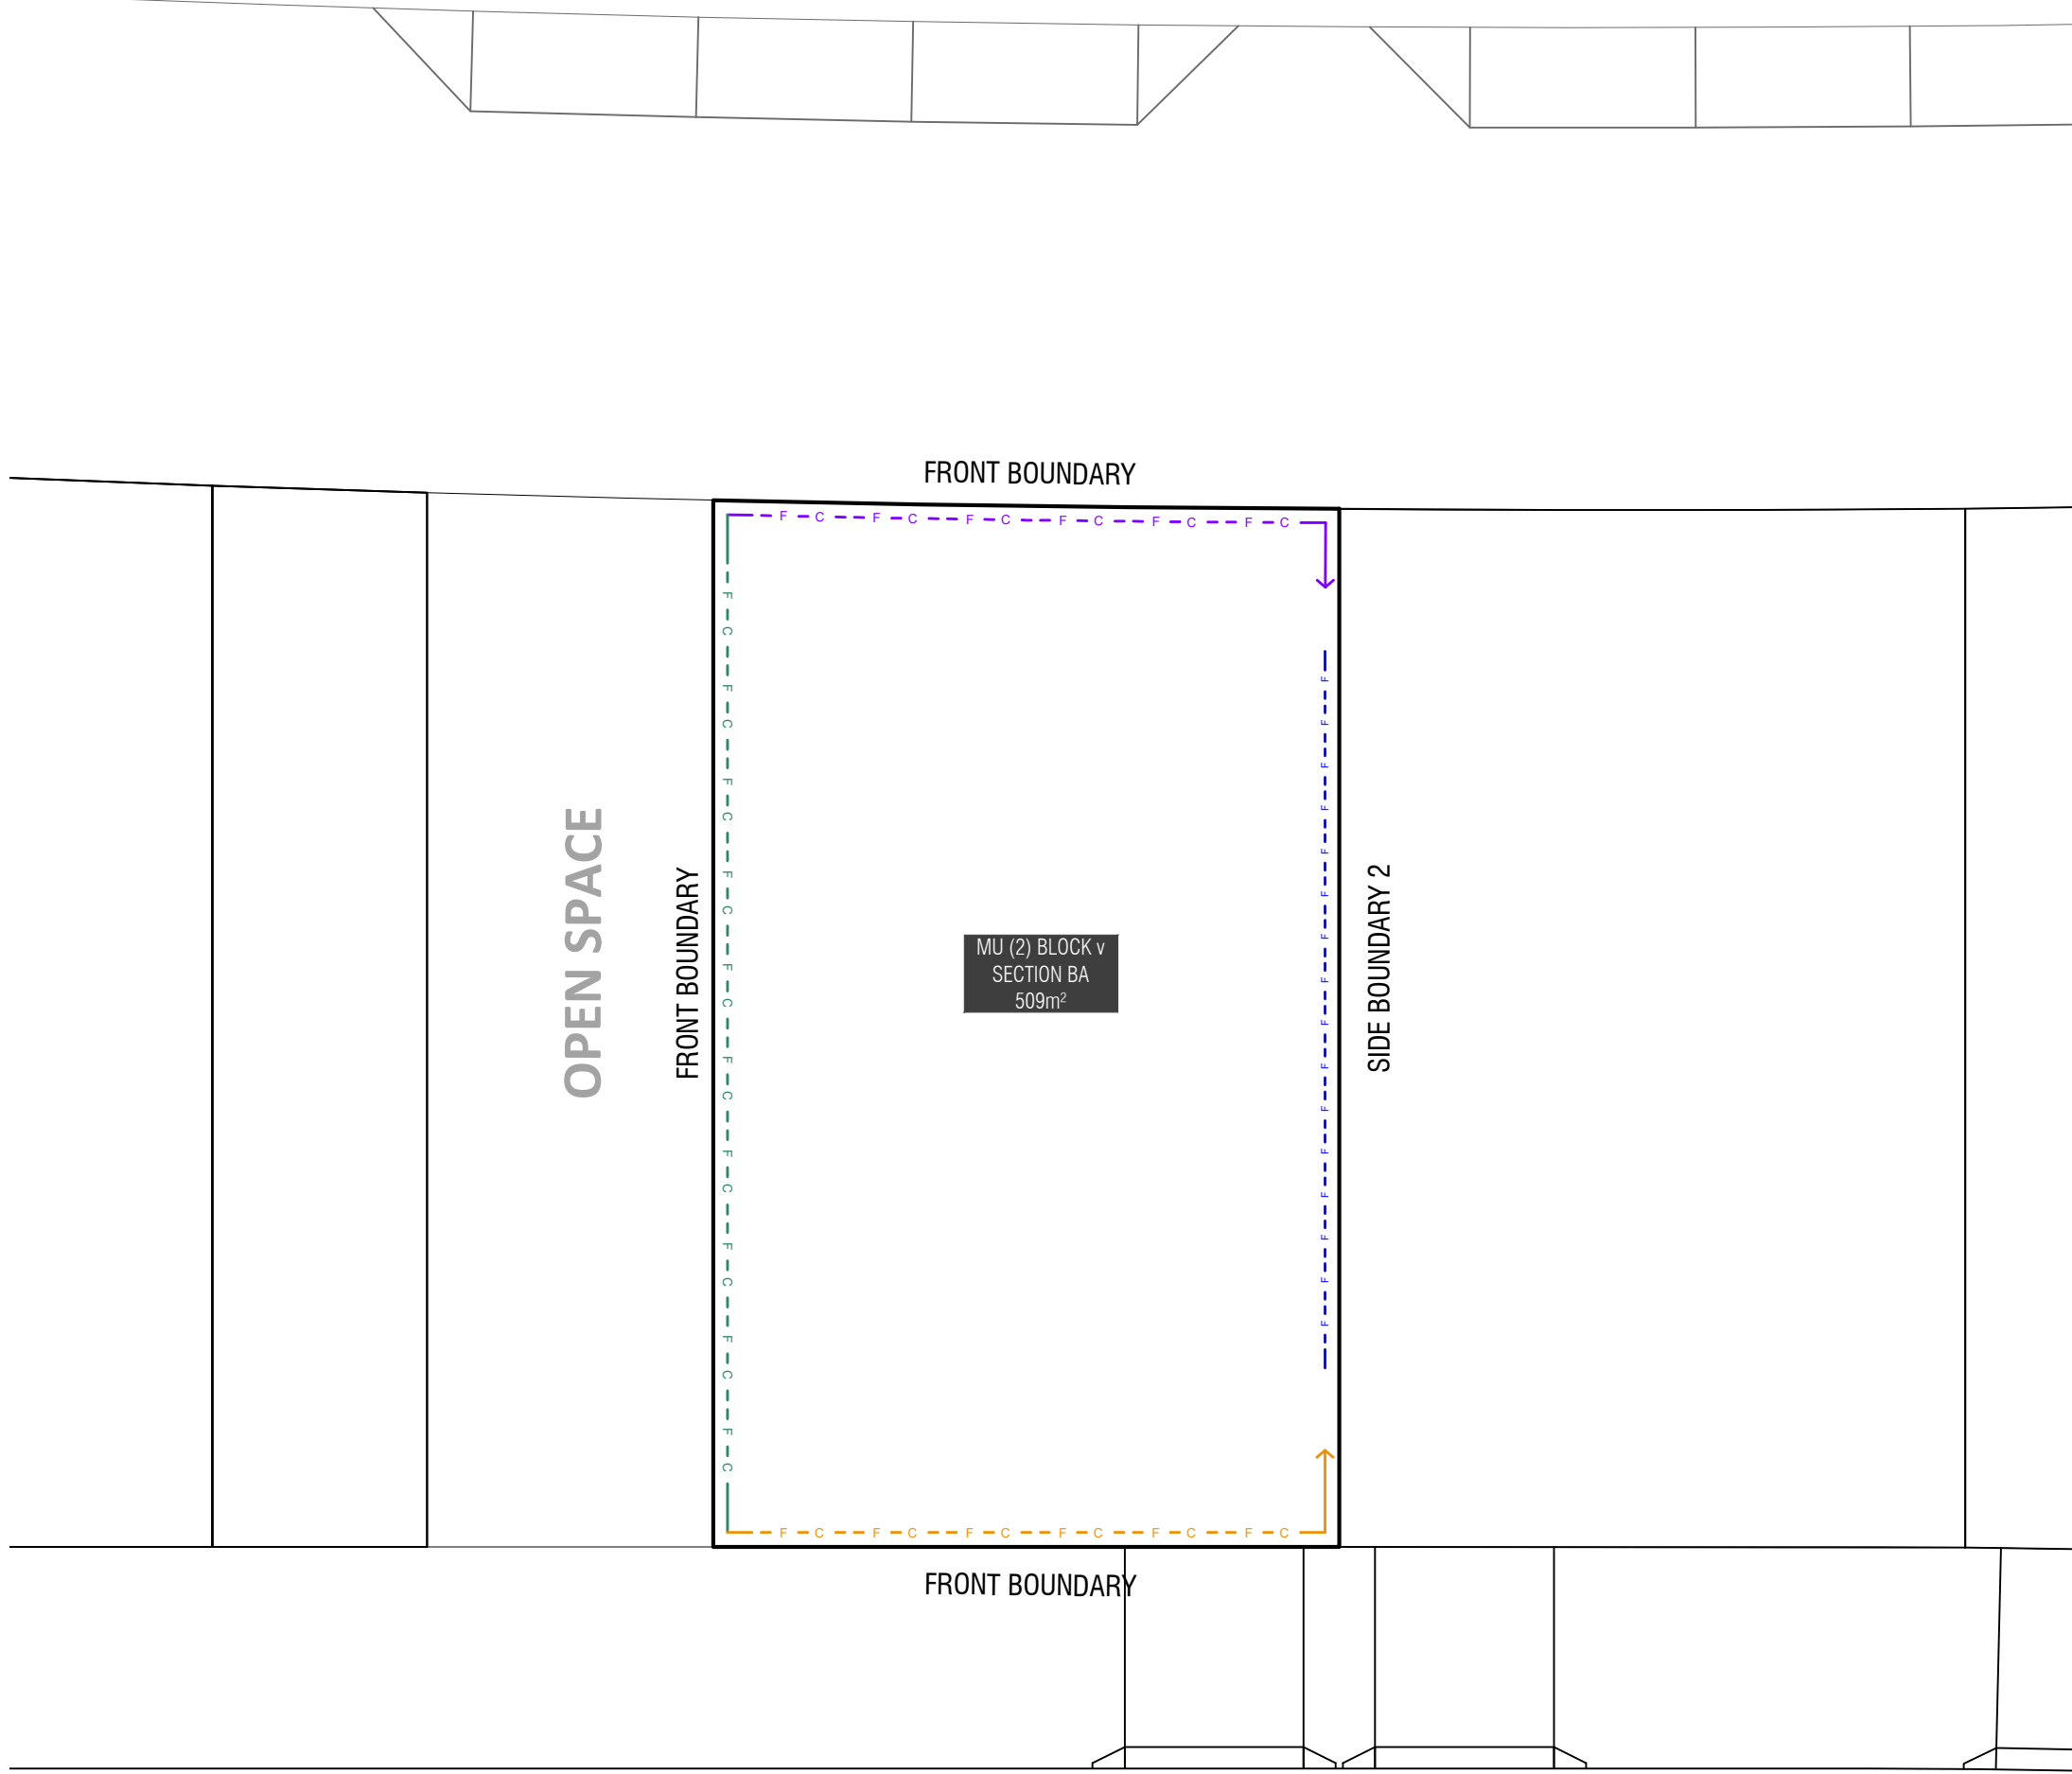 FRONT BOUNDARY
F C F C F C F C F C F C
OPEN SPACE
FRONT BOUNDARY
F C F C F C F C F C F C F C F C F C F C
MU (2) BLOCK v
SECTION BA
509m²
F F F F F F F F F F F F F F F F
SIDE BOUNDARY 2
F C F C F C F C F C F C
FRONT BOUNDARY